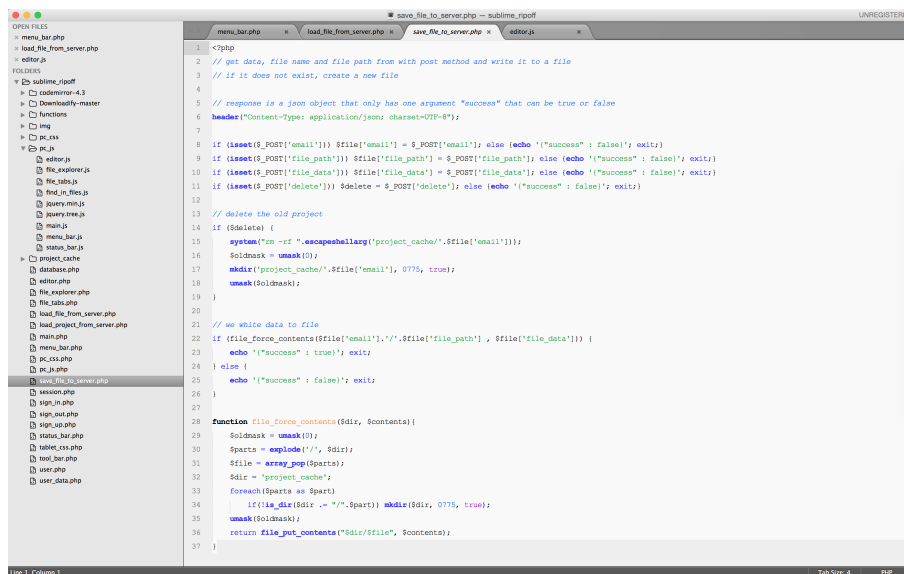 save_file_to_server.php — sublime_ripoff
UNREGISTERE
OPEN FILES
× menu_bar.php
× load_file_from_server.php
× editor.js
FOLDERS
sublime_ripoff
codemirror-4.3
Downloadify-master
functions
img
pc_css
pc_js
editor.js
file_explorer.js
file_tabs.js
find_in_files.js
jquery.min.js
jquery.tree.js
main.js
menu_bar.js
status_bar.js
project_cache
database.php
editor.php
file_explorer.php
file_tabs.php
load_file_from_server.php
load_project_from_server.php
main.php
menu_bar.php
pc_css.php
pc_js.php
save_file_to_server.php
session.php
sign_in.php
sign_out.php
sign_up.php
status_bar.php
tablet_css.php
tool_bar.php
user.php
user_data.php
menu_bar.php × load_file_from_server.php × save_file_to_server.php × editor.js ×
1 <?php
2 // get data, file name and file path from with post method and write it to a file
3 // if it does not exist, create a new file
4
5 // response is a json object that only has one argument "success" that can be true or false
6 header("Content-Type: application/json; charset=UTF-8");
7
8 if (isset($_POST['email'])) $file['email'] = $_POST['email']; else {echo '{"success" : false}'; exit;}
9 if (isset($_POST['file_path'])) $file['file_path'] = $_POST['file_path']; else {echo '{"success" : false}'; exit;}
10 if (isset($_POST['file_data'])) $file['file_data'] = $_POST['file_data']; else {echo '{"success" : false}'; exit;}
11 if (isset($_POST['delete'])) $delete = $_POST['delete']; else {echo '{"success" : false}'; exit;}
12
13 // delete the old project
14 if ($delete) {
15 system("rm -rf ".escapeshellarg('project_cache/'.$file['email']));
16 $oldmask = umask(0);
17 mkdir('project_cache/'.$file['email'], 0775, true);
18 umask($oldmask);
19 }
20
21 // we white data to file
22 if (file_force_contents($file['email'].'/'.$file['file_path'] , $file['file_data'])) {
23 echo '{"success" : true}'; exit;
24 } else {
25 echo '{"success" : false}'; exit;
26 }
27
28 function file_force_contents($dir, $contents){
29 $oldmask = umask(0);
30 $parts = explode('/', $dir);
31 $file = array_pop($parts);
32 $dir = 'project_cache';
33 foreach($parts as $part)
34 if(!is_dir($dir .= "/".$part)) mkdir($dir, 0775, true);
35 umask($oldmask);
36 return file_put_contents("$dir/$file", $contents);
37 }
Line 1, Column 1
Tab Size: 4 PHP